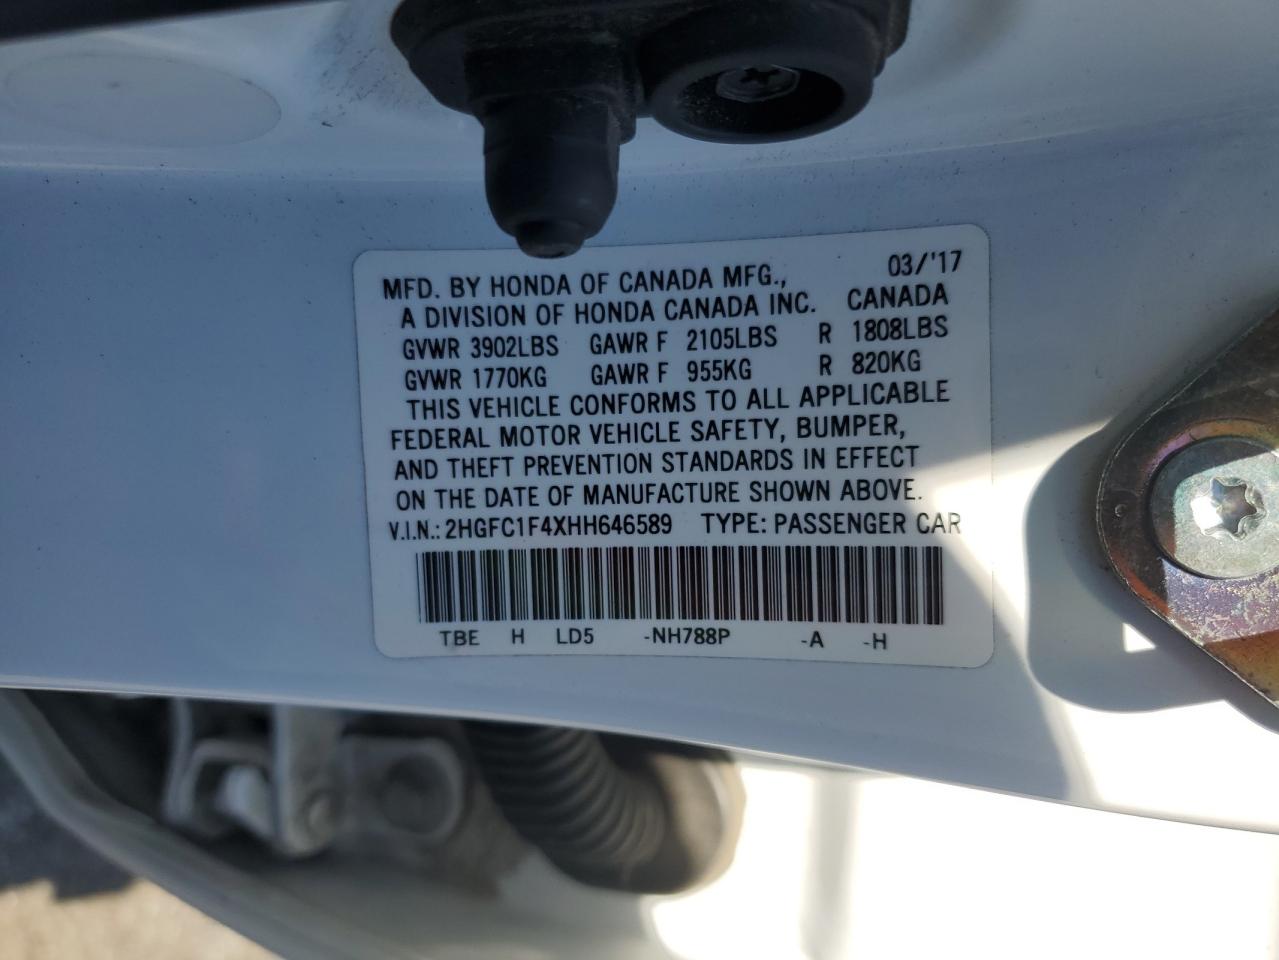 03/'17
MFD. BY HONDA OF CANADA MFG.,
A DIVISION OF HONDA CANADA INC. CANADA
GVWR 3902LBS GAWR F 2105LBS R 1808LBS
GVWR 1770KG GAWR F 955KG R 820KG
THIS VEHICLE CONFORMS TO ALL APPLICABLE
FEDERAL MOTOR VEHICLE SAFETY, BUMPER,
AND THEFT PREVENTION STANDARDS IN EFFECT
ON THE DATE OF MANUFACTURE SHOWN ABOVE.
V.I.N.: 2HGFC1F4XHH646589 TYPE: PASSENGER CAR
TBE H LD5 -NH788P -A -H